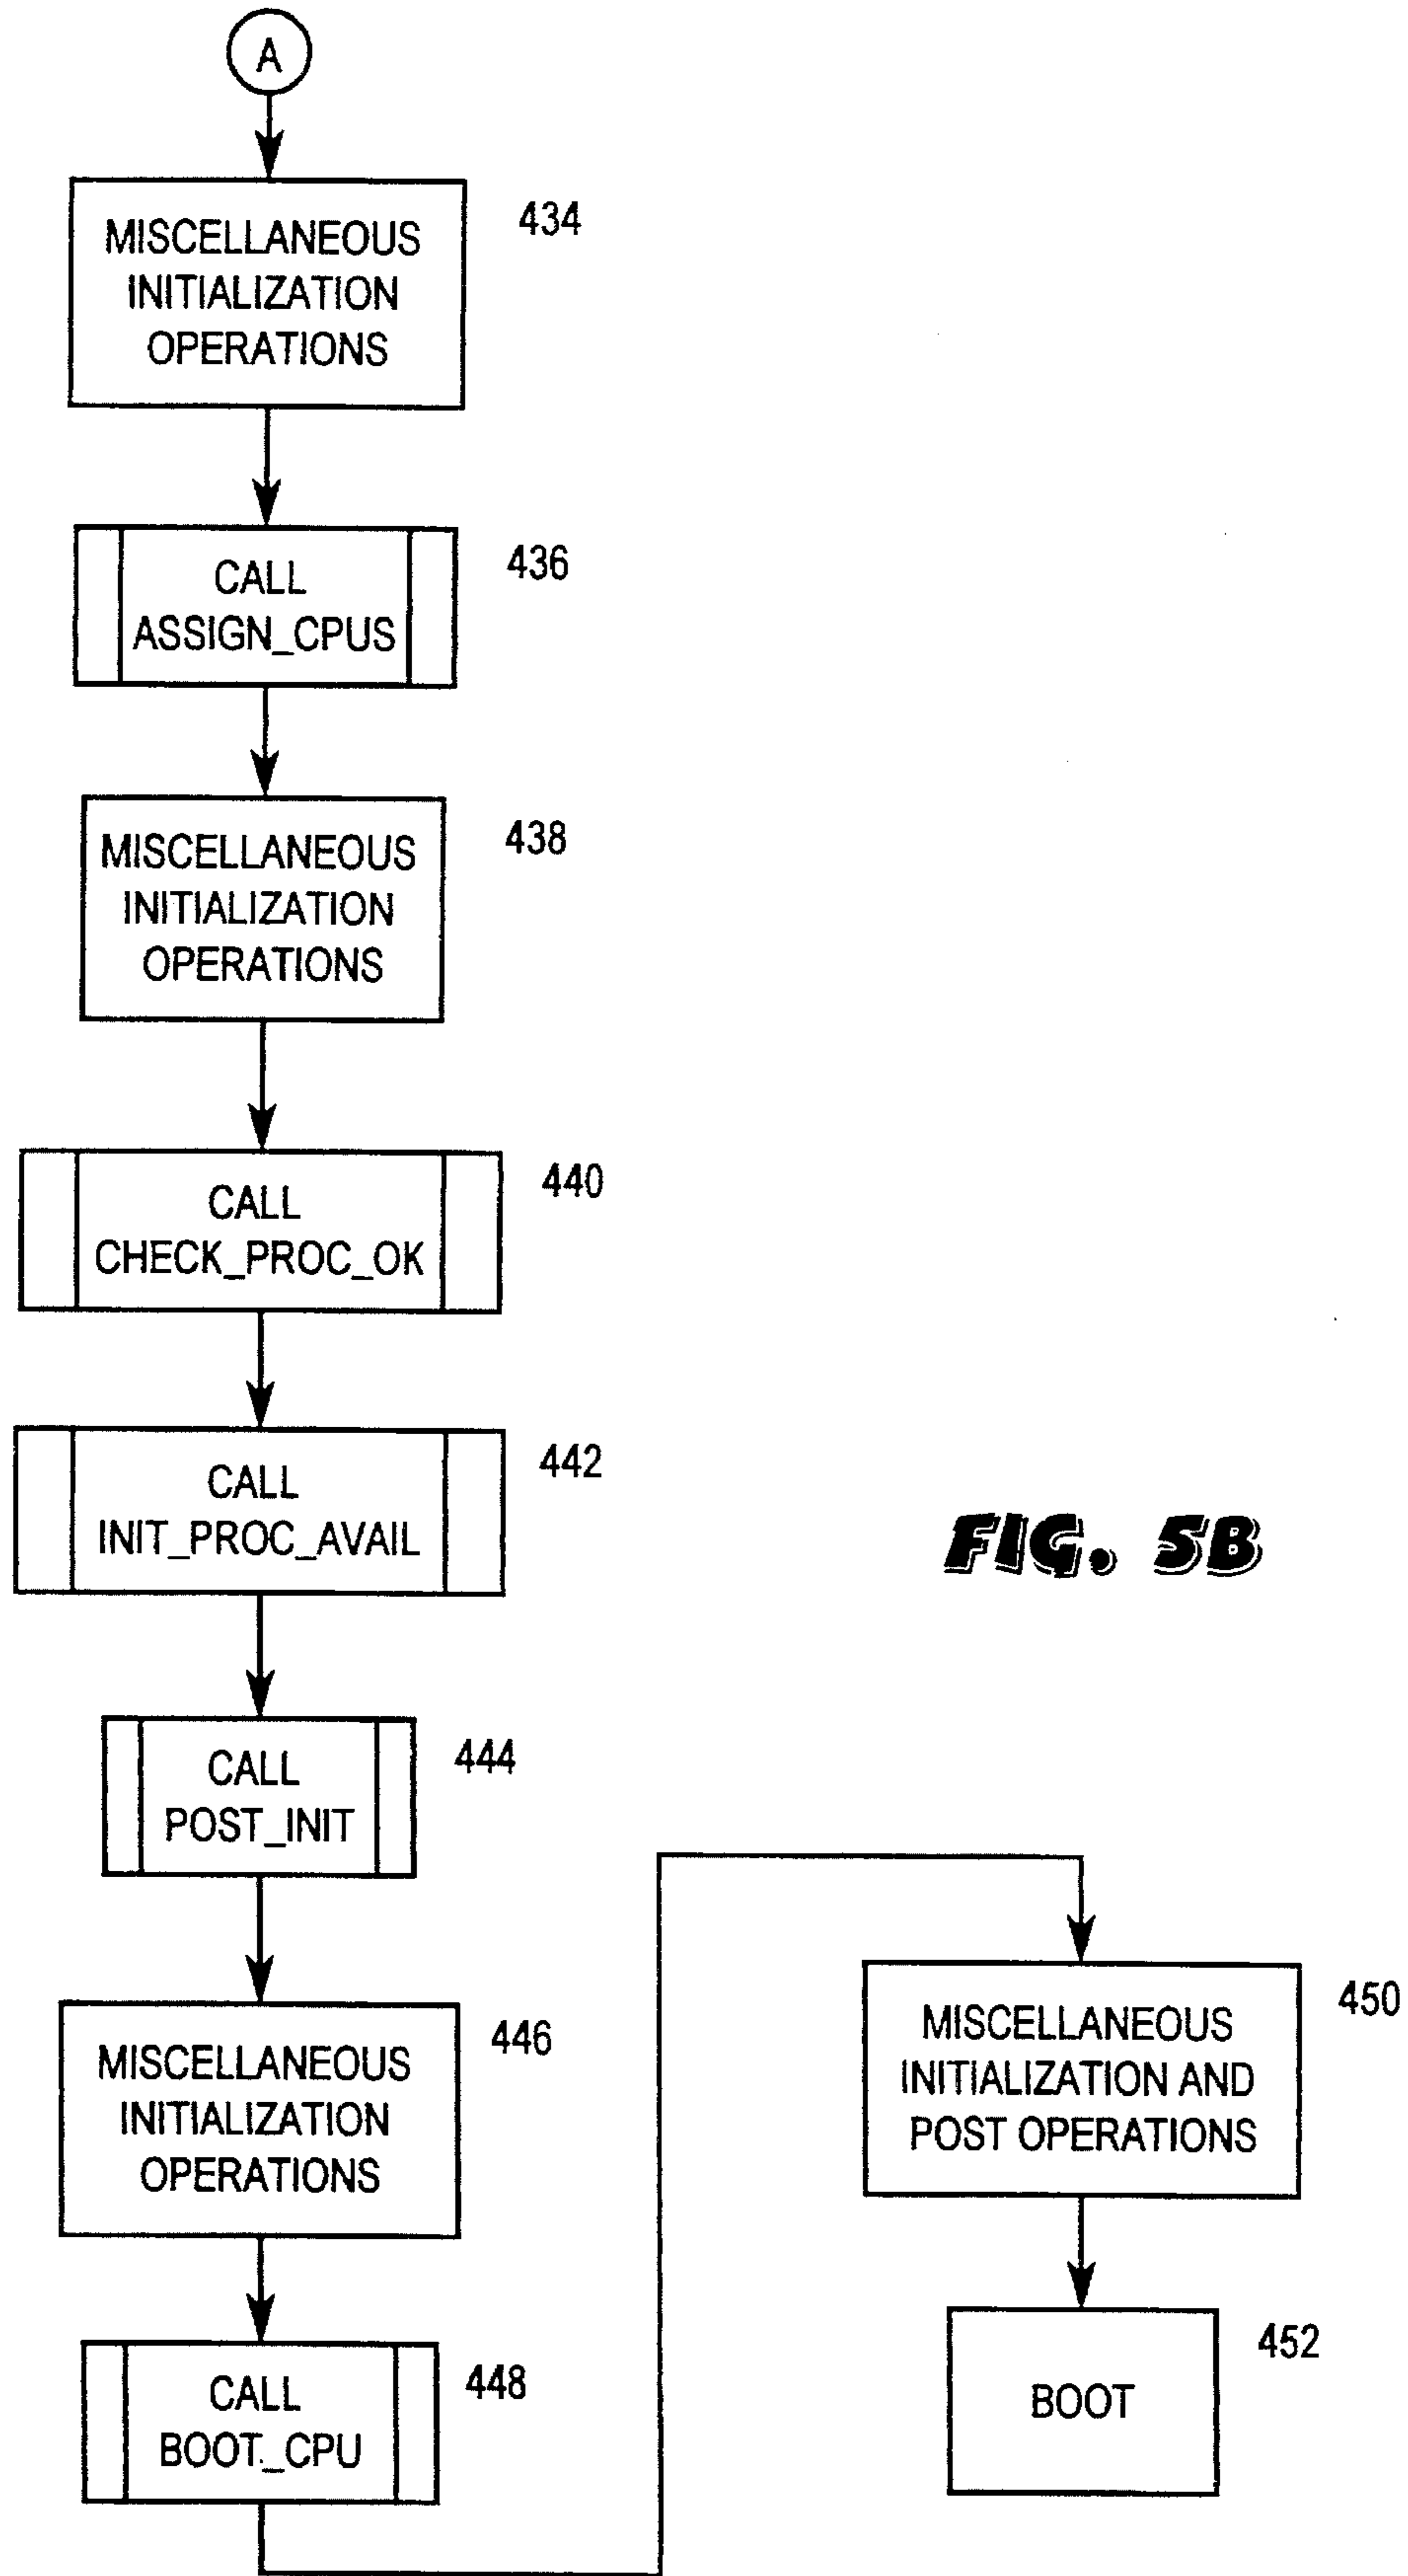 A
MISCELLANEOUS
INITIALIZATION
OPERATIONS
434
CALL
ASSIGN_CPUS
436
MISCELLANEOUS
INITIALIZATION
OPERATIONS
438
CALL
CHECK_PROC_OK
440
CALL
INIT_PROC_AVAIL
442
FIG. 5B
CALL
POST_INIT
444
MISCELLANEOUS
INITIALIZATION
OPERATIONS
446
CALL
BOOT_CPU
448
MISCELLANEOUS
INITIALIZATION AND
POST OPERATIONS
450
BOOT
452